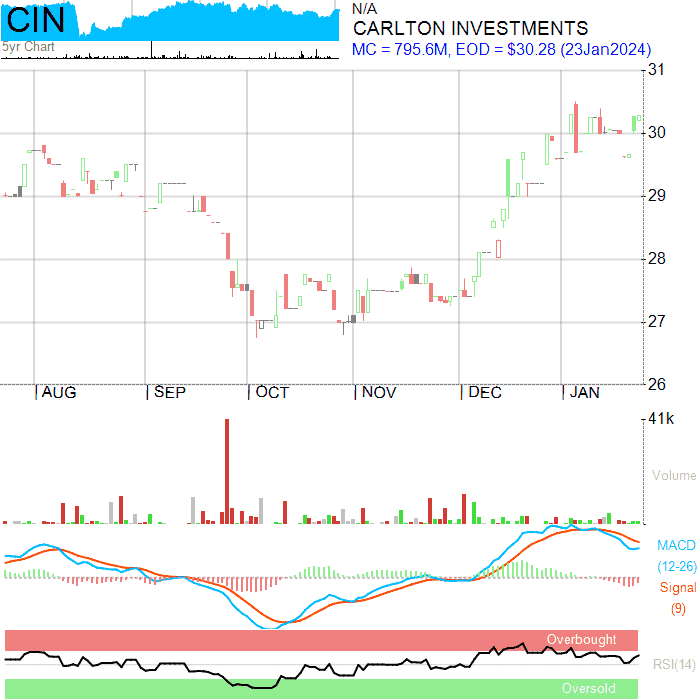 CIN
5yr Chart
N/A
CARLTON INVESTMENTS
MC = 795.6M, EOD = $30.28 (23Jan2024)
31
30
29
28
27
26
AUG SEP OCT NOV DEC JAN
41k
Volume
MACD
(12-26)
Signal
(9)
Overbought
RSI(14)
Oversold